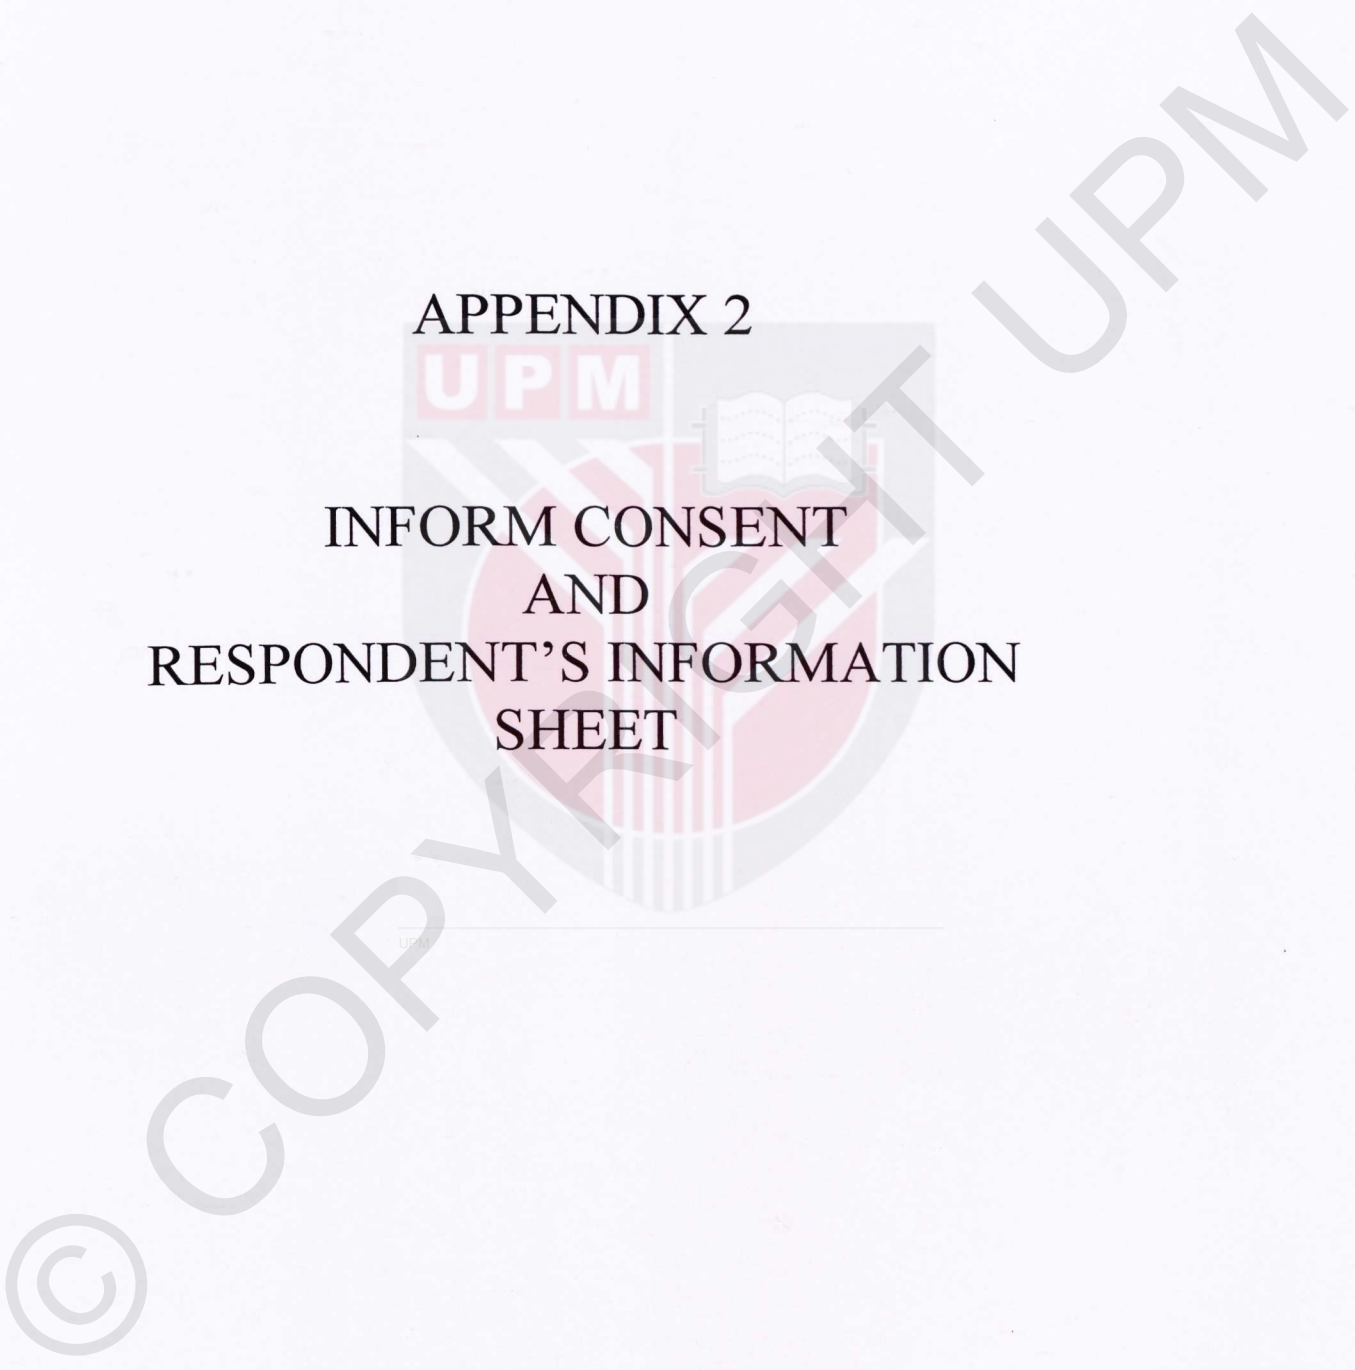 APPENDIX 2
UPM
INFORM CONSENT
AND
RESPONDENT'S INFORMATION
SHEET
UPM
© COPYRIGHT UPM